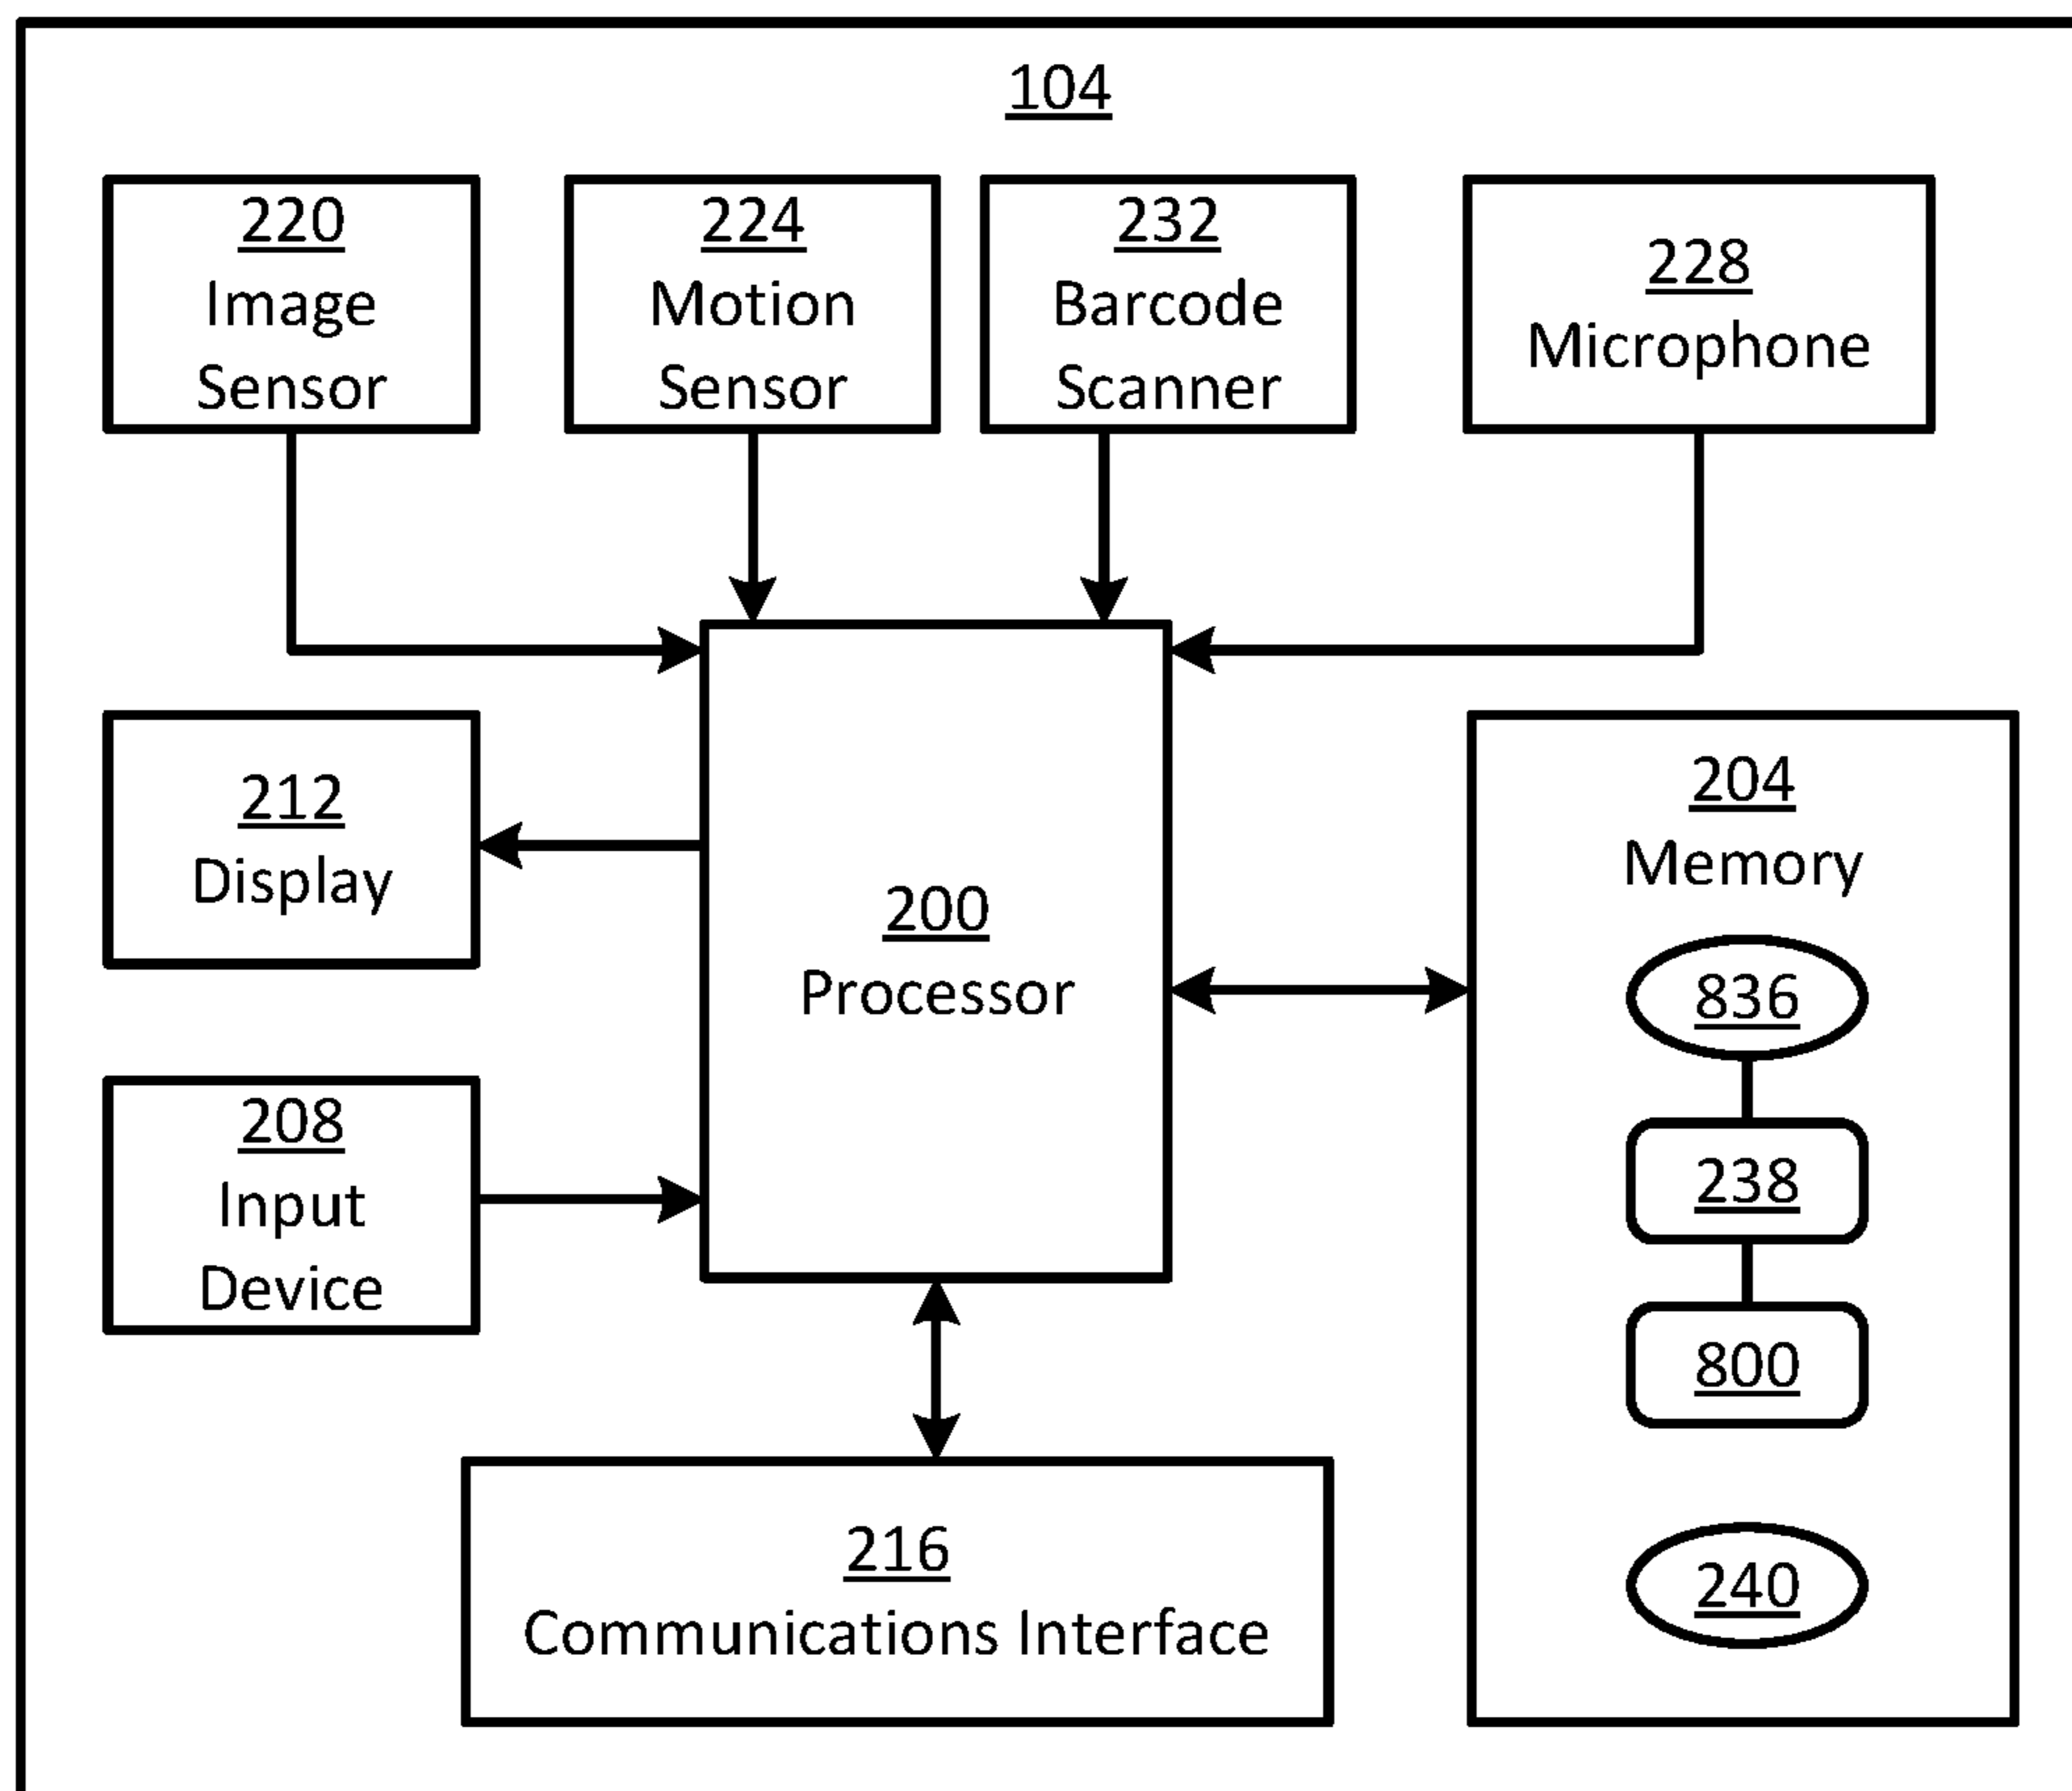 104
220
Image
Sensor
224
Motion
Sensor
232
Barcode
Scanner
228
Microphone
212
Display
200
Processor
204
Memory
836
238
800
240
208
Input
Device
216
Communications Interface